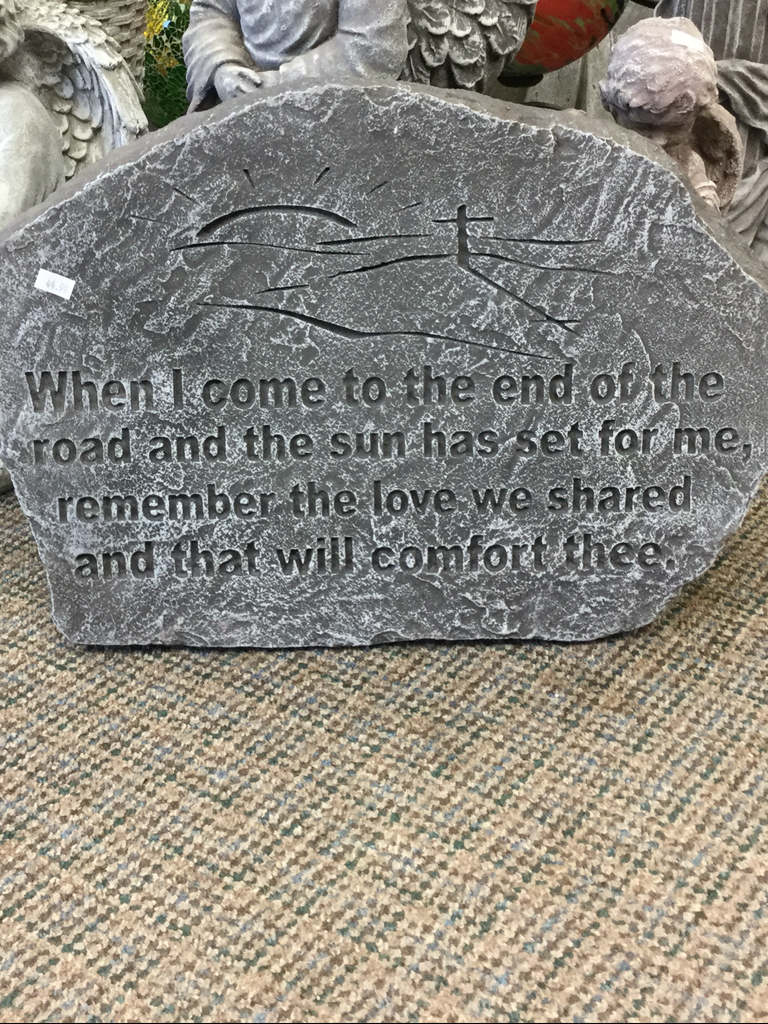 When I come to the end of the
road and the sun has set for me,
remember the love we shared
and that will comfort thee.